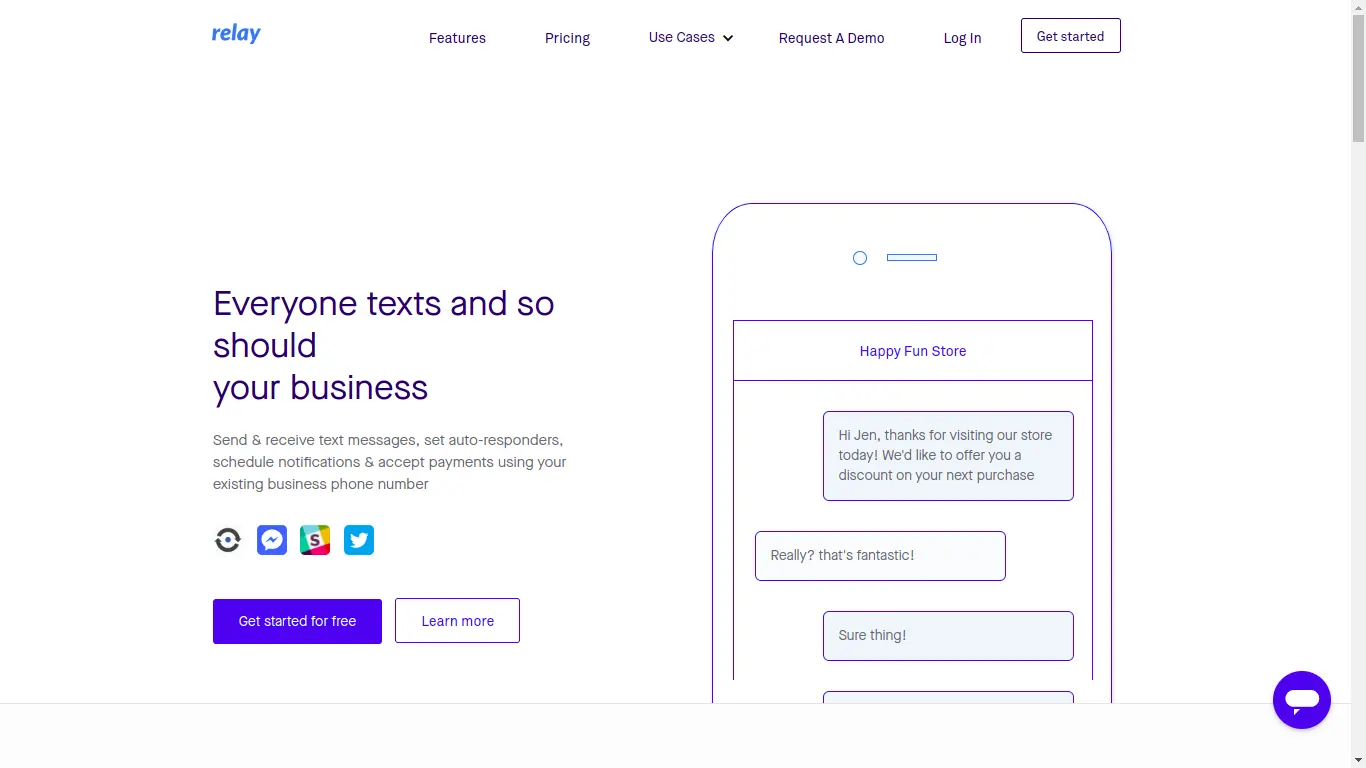 relay
Features
Pricing
Use Cases
Request A Demo
Log In
Get started
Everyone texts and so
should
your business
Send & receive text messages, set auto-responders,
schedule notifications & accept payments using your
existing business phone number
S
Get started for free
Learn more
Happy Fun Store
Hi Jen, thanks for visiting our store
today! We'd like to offer you a
discount on your next purchase
Really? that's fantastic!
Sure thing!